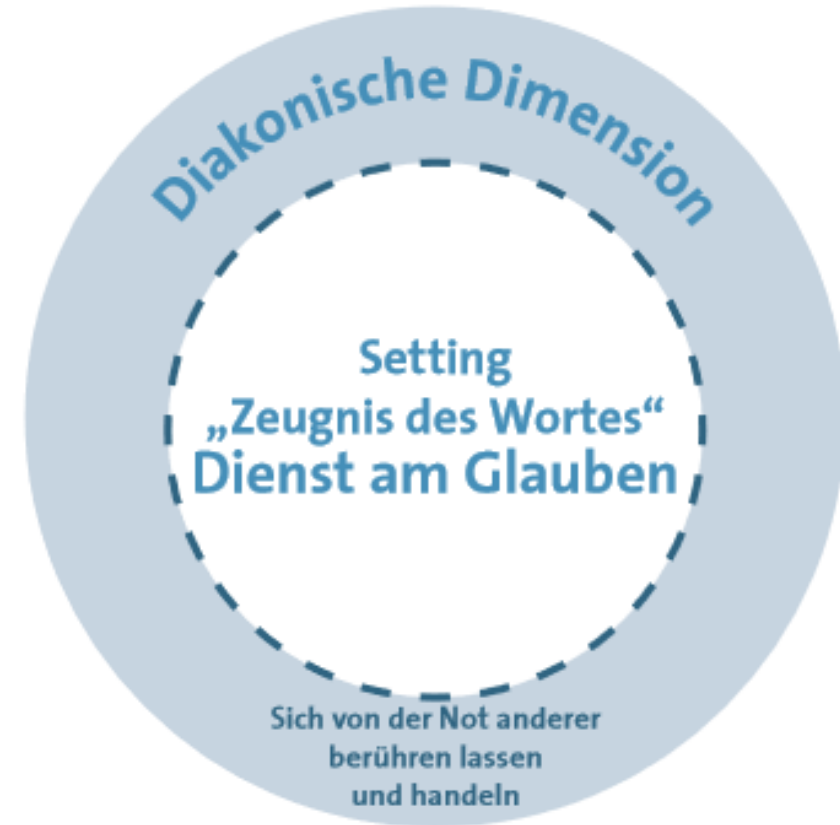 Diakonische Dimension
Setting
„Zeugnis des Wortes“
Dienst am Glauben
Sich von der Not anderer
berühren lassen
und handeln